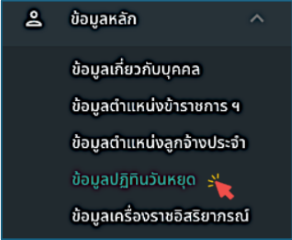 ข้อมูลหลัก
ข้อมูลเกี่ยวกับบุคคล
ข้อมูลตำแหน่งข้าราชการ ฯ
ข้อมูลตำแหน่งลูกจ้างประจำ
ข้อมูลปฏิทินวันหยุด
ข้อมูลเครื่องราชอิสริยาภรณ์